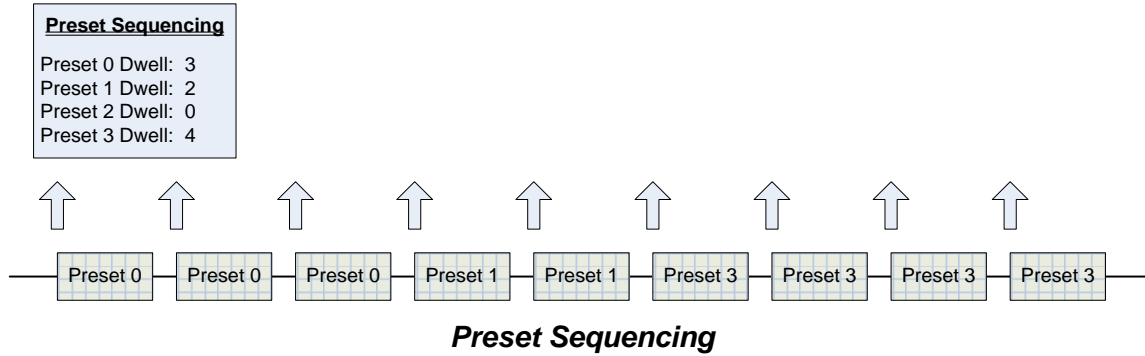 Preset Sequencing
Preset 0 Dwell: 3
Preset 1 Dwell: 2
Preset 2 Dwell: 0
Preset 3 Dwell: 4
Preset 0 Preset 0 Preset 0 Preset 1 Preset 1 Preset 3 Preset 3 Preset 3 Preset 3
Preset Sequencing